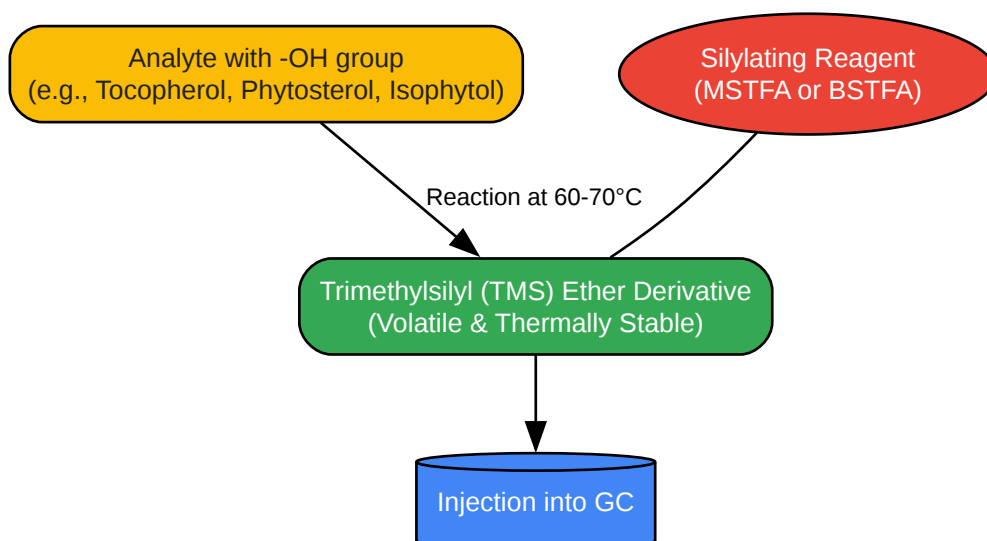 Analyte with -OH group
(e.g., Tocopherol, Phytosterol, Isophytol)
Silylating Reagent
(MSTFA or BSTFA)
Reaction at 60-70°C
Trimethylsilyl (TMS) Ether Derivative
(Volatile & Thermally Stable)
Injection into GC